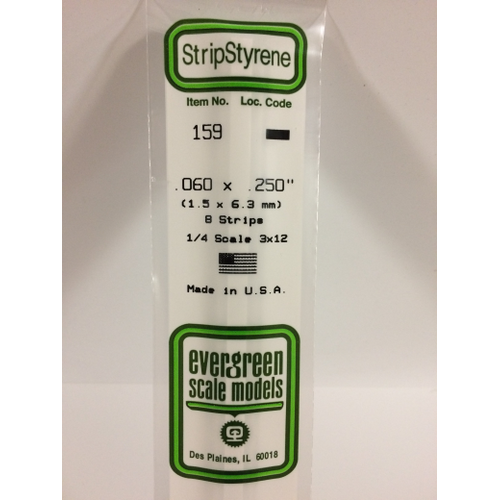 StripStyrene
Item No. Loc. Code
159
.060 x .250"
(1.5 x 6.3 mm)
8 Strips
1/4 Scale 3x12
Made in U.S.A.
evergreen
scale models
Des Plaines, IL 60018